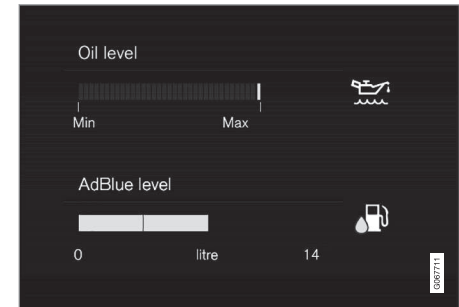 Oil level
Min Max
AdBlue level
0 litre 14
G067711